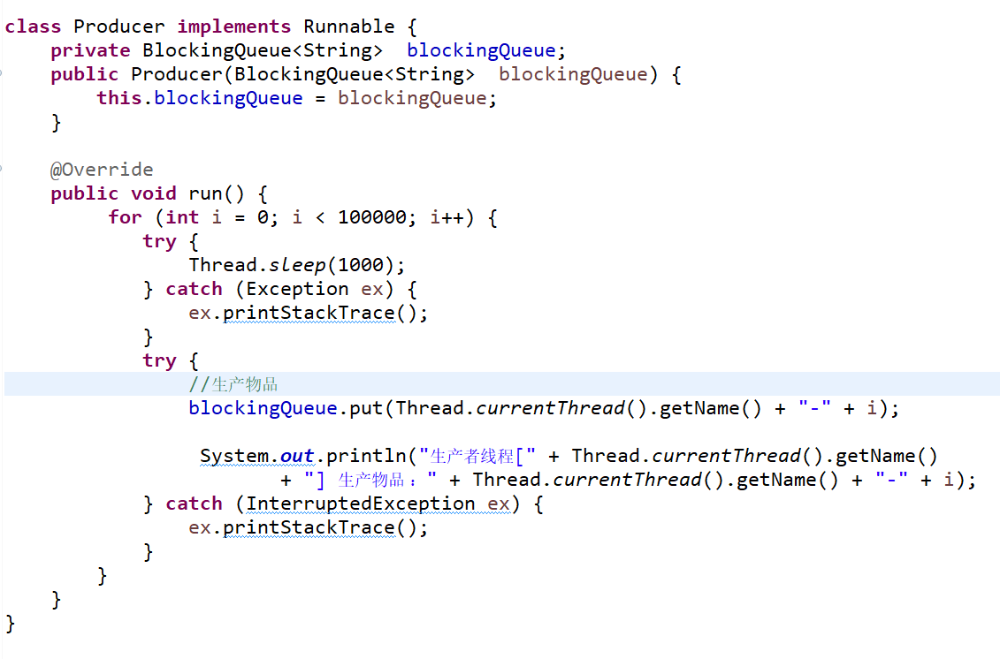 class Producer implements Runnable {
    private BlockingQueue<String>  blockingQueue;
    public Producer(BlockingQueue<String>  blockingQueue) {
        this.blockingQueue = blockingQueue;
    }
    @Override
    public void run() {
         for (int i = 0; i < 100000; i++) {
            try {
                Thread.sleep(1000);
            } catch (Exception ex) {
                ex.printStackTrace();
            }
            try {
                //生产物品
                blockingQueue.put(Thread.currentThread().getName() + "-" + i);
                 System.out.println("生产者线程[" + Thread.currentThread().getName()
                        + "] 生产物品：" + Thread.currentThread().getName() + "-" + i);
            } catch (InterruptedException ex) {
                ex.printStackTrace();
            }
        }
    }
}